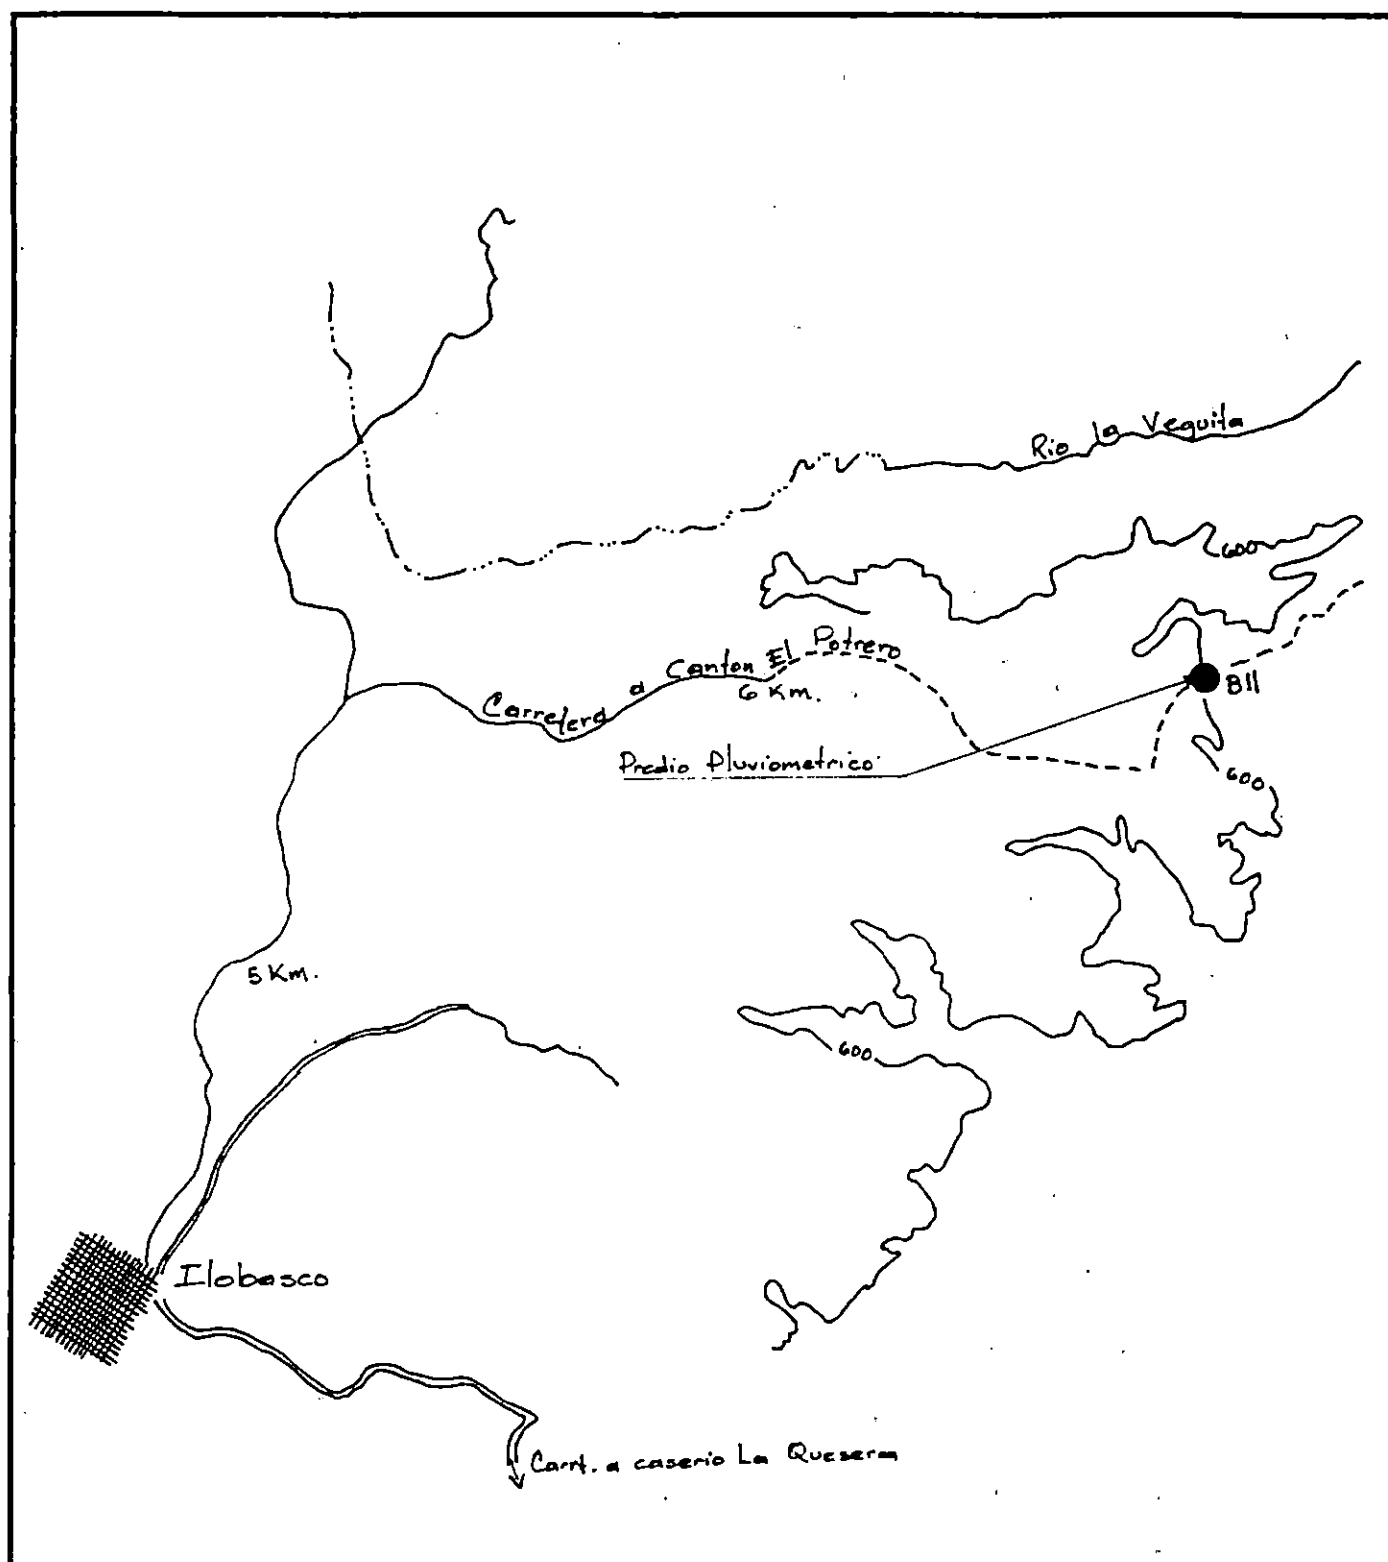 Rio La Veguita
600
Carretera a Canton El Potrero
6 Km.
B11
Predio Pluviometrico
600
5 Km.
600
Ilobasco
Carrt. a caserio La Quesera